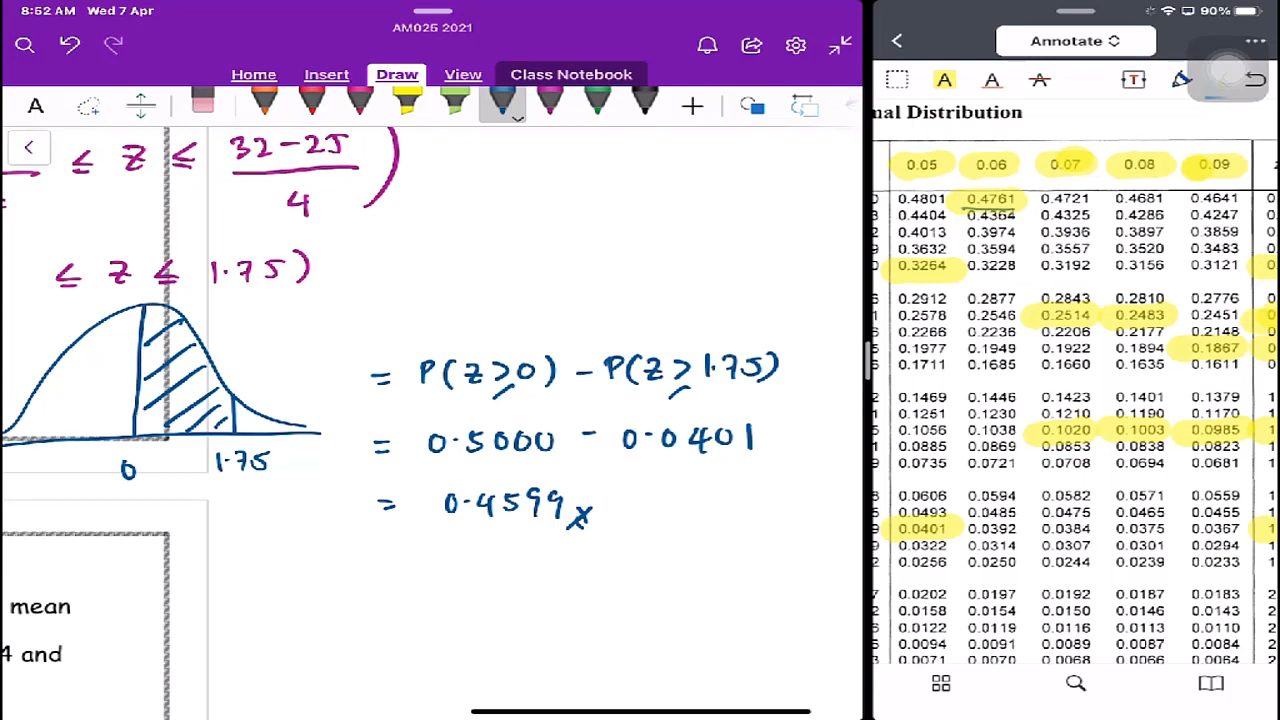 8:52 AM Wed 7 Apr
90%
AM025 2021
Home Insert Draw View Class Notebook
Annotate
A
A A T
≤ Z ≤ 32-25 / 4 )
≤ Z ≤ 1.75)
0 1.75
= P(Z≥0) - P(Z≥1.75)
= 0.5000 - 0.0401
= 0.4599
mean
4 and
nal Distribution
0.05 0.06 0.07 0.08 0.09
0.4801 0.4761 0.4721 0.4681 0.4641
0.4404 0.4364 0.4325 0.4286 0.4247
0.4013 0.3974 0.3936 0.3897 0.3859
0.3632 0.3594 0.3557 0.3520 0.3483
0.3264 0.3228 0.3192 0.3156 0.3121
0.2912 0.2877 0.2843 0.2810 0.2776
0.2578 0.2546 0.2514 0.2483 0.2451
0.2266 0.2236 0.2206 0.2177 0.2148
0.1977 0.1949 0.1922 0.1894 0.1867
0.1711 0.1685 0.1660 0.1635 0.1611
0.1469 0.1446 0.1423 0.1401 0.1379
0.1251 0.1230 0.1210 0.1190 0.1170
0.1056 0.1038 0.1020 0.1003 0.0985
0.0885 0.0869 0.0853 0.0838 0.0823
0.0735 0.0721 0.0708 0.0694 0.0681
0.0606 0.0594 0.0582 0.0571 0.0559
0.0493 0.0485 0.0475 0.0465 0.0455
0.0401 0.0392 0.0384 0.0375 0.0367
0.0322 0.0314 0.0307 0.0301 0.0294
0.0256 0.0250 0.0244 0.0239 0.0233
0.0202 0.0197 0.0192 0.0187 0.0183
0.0158 0.0154 0.0150 0.0146 0.0143
0.0122 0.0119 0.0116 0.0113 0.0110
0.0094 0.0091 0.0089 0.0087 0.0084
0.0071 0.0070 0.0068 0.0066 0.0064